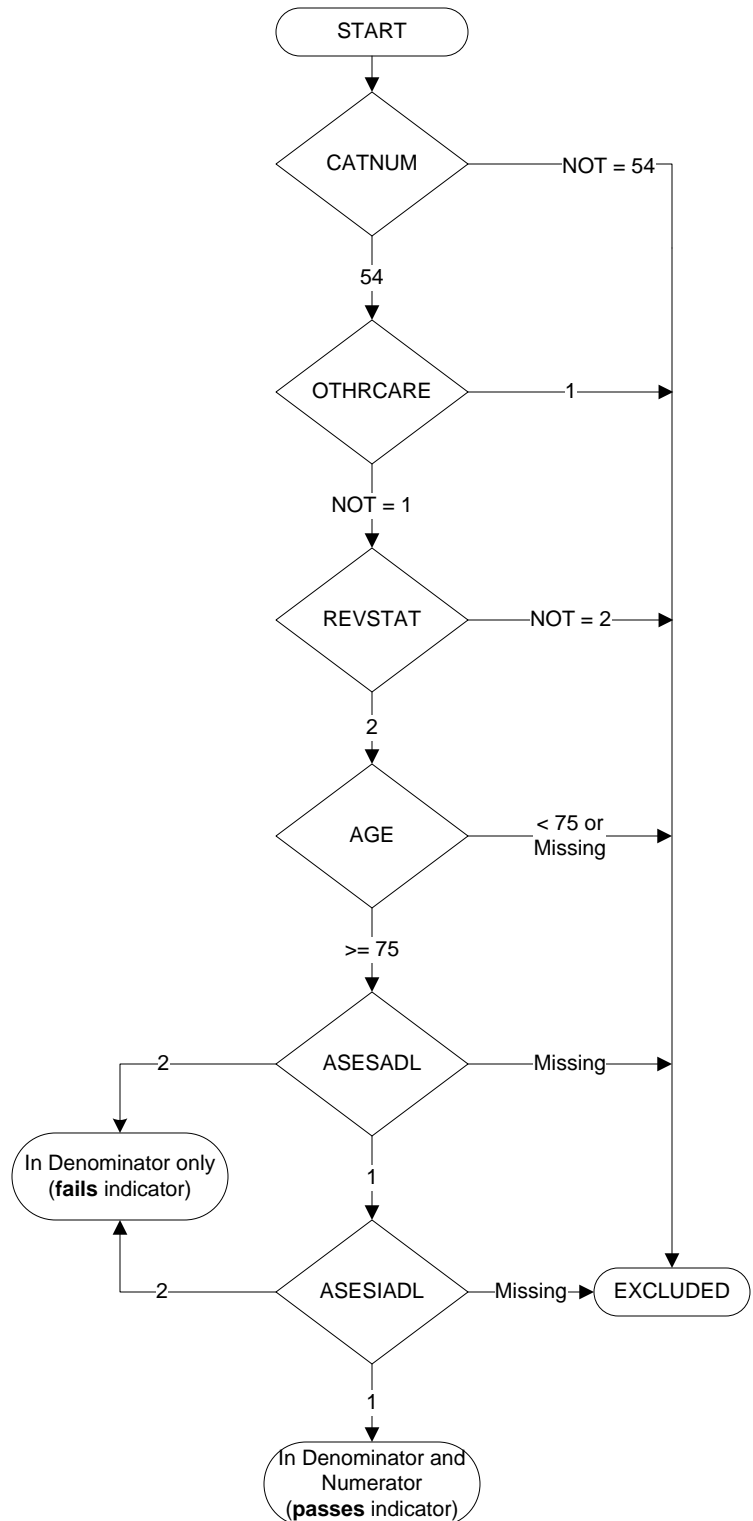 START
CATNUM
NOT = 54
54
OTHRCARE
1
NOT = 1
REVSTAT
NOT = 2
2
AGE
< 75 or
Missing
>= 75
2
ASESADL
Missing
In Denominator only
(fails indicator)
1
2
ASESIADL
Missing
EXCLUDED
1
In Denominator and
Numerator
(passes indicator)